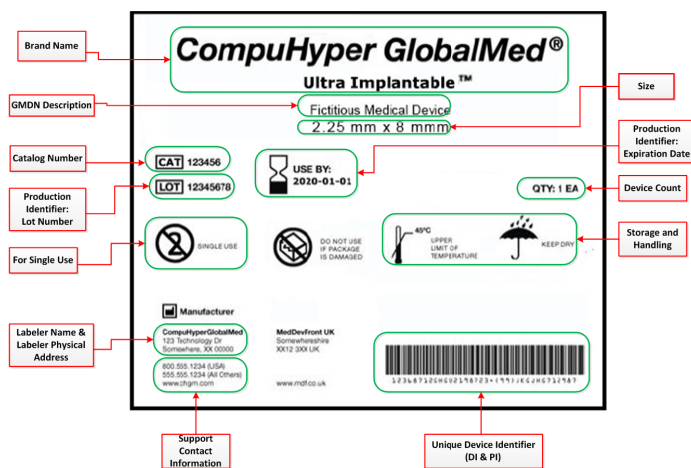 Brand Name
CompuHyper GlobalMed®
Ultra Implantable™
GMDN Description
Fictitious Medical Device
2.25 mm x 8 mmm
Size
Catalog Number
CAT 123456
Production
Identifier:
Lot Number
LOT 12345678
USE BY:
2020-01-01
Production
Identifier:
Expiration Date
QTY: 1 EA
Device Count
For Single Use
2
SINGLE USE
DO NOT USE
IF PACKAGE
IS DAMAGED
45°C
UPPER
LIMIT OF
TEMPERATURE
KEEP DRY
Storage and
Handling
Manufacturer
Labeler Name &
Labeler Physical
Address
CompuHyperGlobalMed
123 Technology Dr
Somewhere, XX 00000
800.555.1234 (USA)
555.555.1234 (All Others)
www.chgm.com
MedDevfront UK
Somewhereshire
XX12 3XX UK
www.mdf.co.uk
Support
Contact
Information
Unique Device Identifier
(DI & PI)